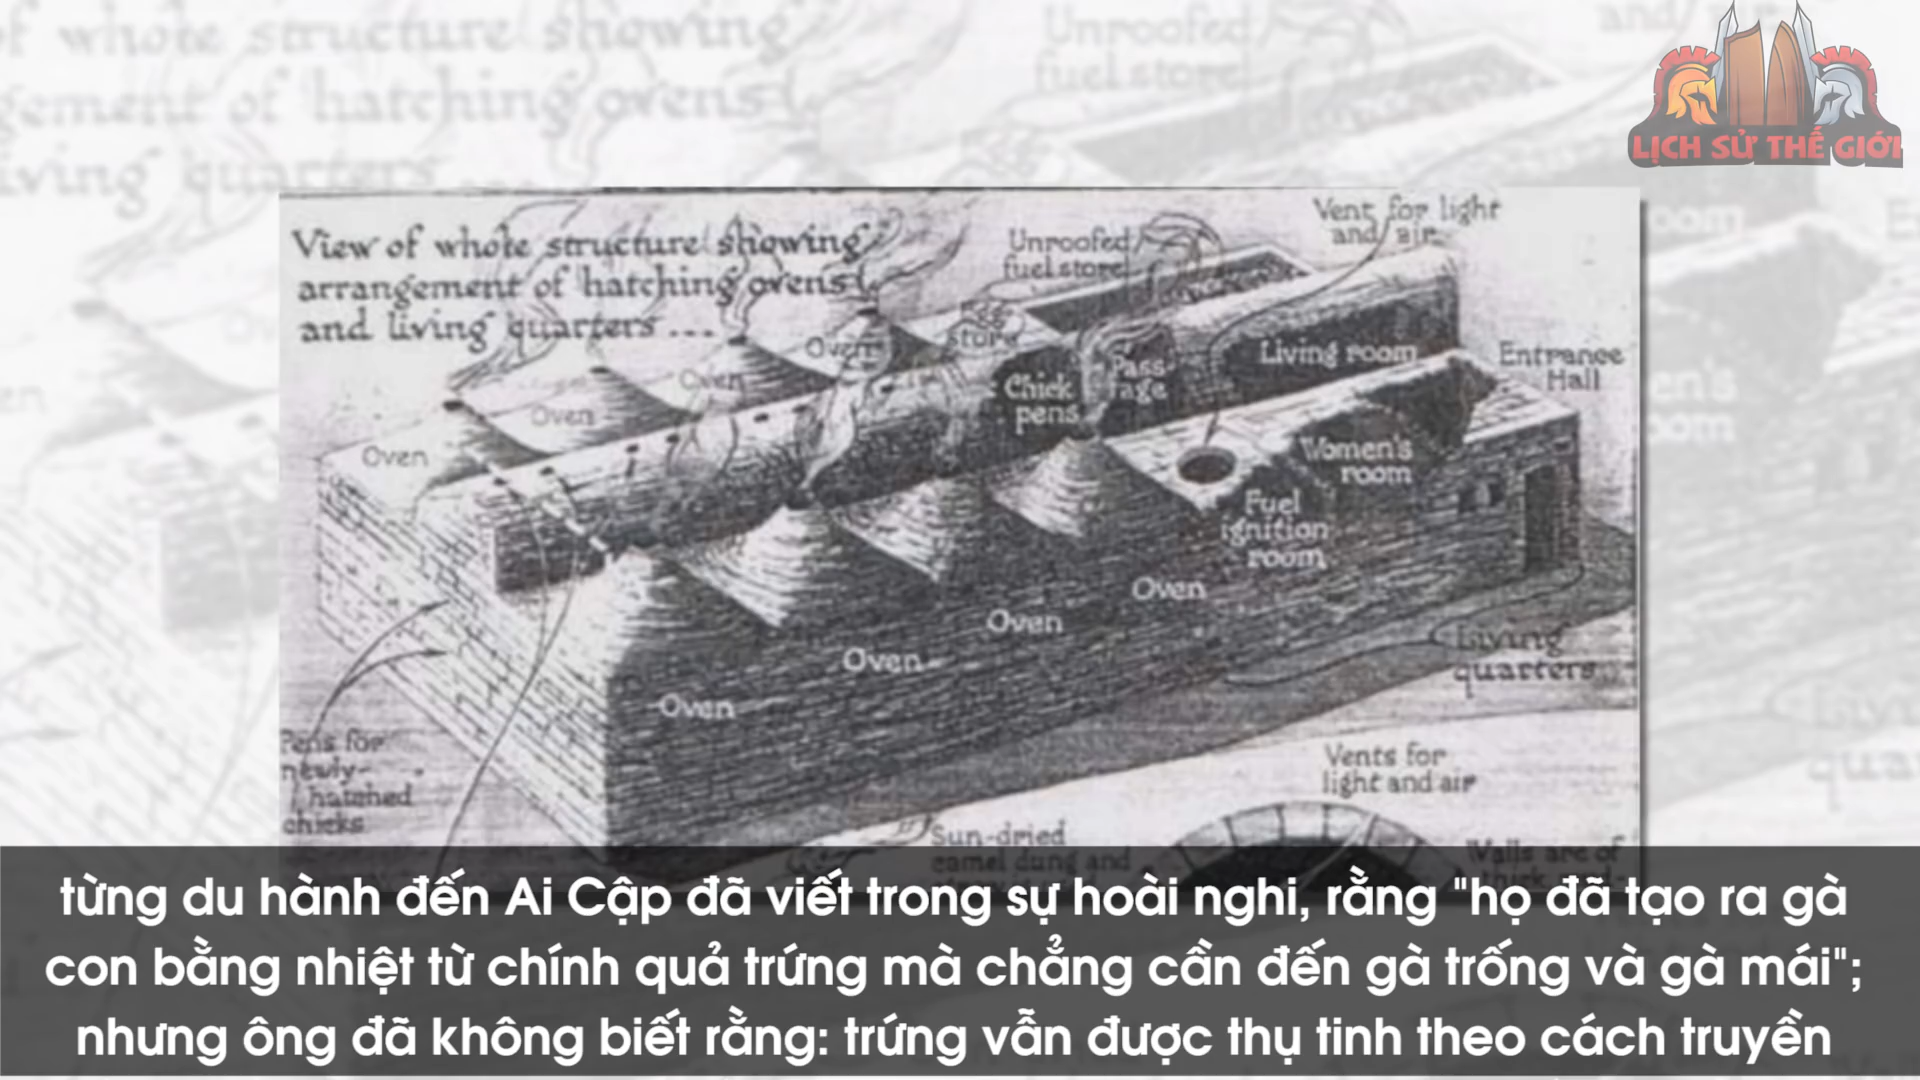 LỊCH SỬ THẾ GIỚI
View of whole structure showing
arrangement of hatching ovens
and living quarters ...
Unroofed
fuel store
Vent for light
and air
Oven
Oven
Oven
Oven
Egg
store
Chick
pens
Pass-
age
Living room
Entrance
Hall
Women's
room
Fuel
ignition
room
Oven
Oven
Oven
Oven
Living
quarters
Pens for
newly-
hatched
chicks
Vents for
light and air
Sun-dried
camel dung and
Walls are of
từng du hành đến Ai Cập đã viết trong sự hoài nghi, rằng "họ đã tạo ra gà
con bằng nhiệt từ chính quả trứng mà chẳng cần đến gà trống và gà mái";
nhưng ông đã không biết rằng: trứng vẫn được thụ tinh theo cách truyền